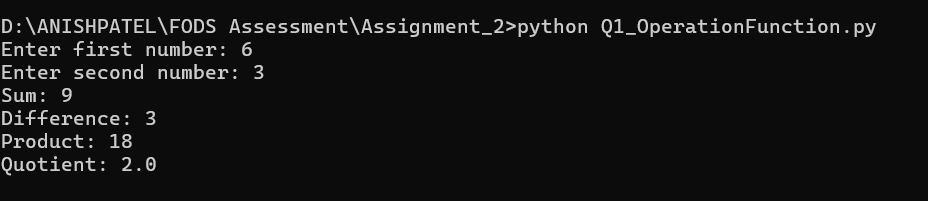 D:\ANISHPATEL\FODS Assessment\Assignment_2>python Q1_OperationFunction.py
Enter first number: 6
Enter second number: 3
Sum: 9
Difference: 3
Product: 18
Quotient: 2.0